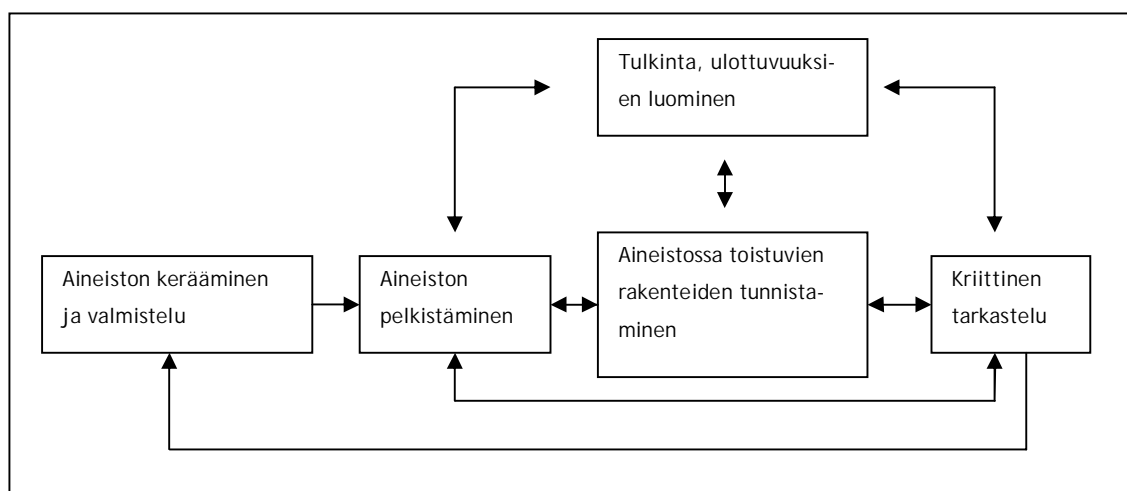 Tulkinta, ulottuvuuksi-
en luominen
Aineiston kerääminen
ja valmistelu
Aineiston
pelkistäminen
Aineistossa toistuvien
rakenteiden tunnista-
minen
Kriittinen
tarkastelu